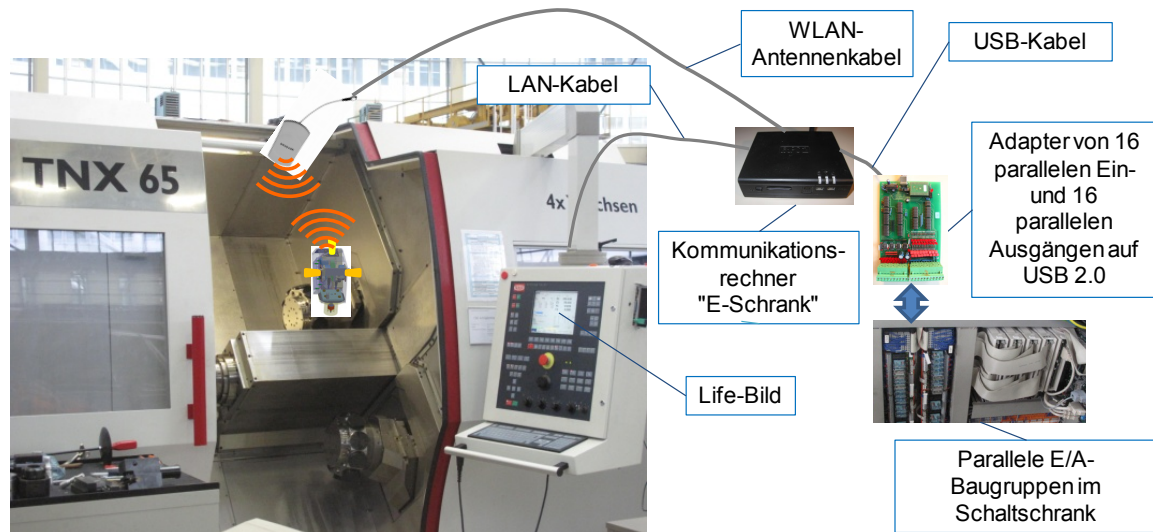 WLAN-
Antennenkabel
USB-Kabel
LAN-Kabel
Adapter von 16
parallelen Ein-
und 16
parallelen
Ausgängen auf
USB 2.0
TNX 65
Kommunikations-
rechner
"E-Schrank"
Life-Bild
Parallele E/A-
Baugruppen im
Schaltschrank